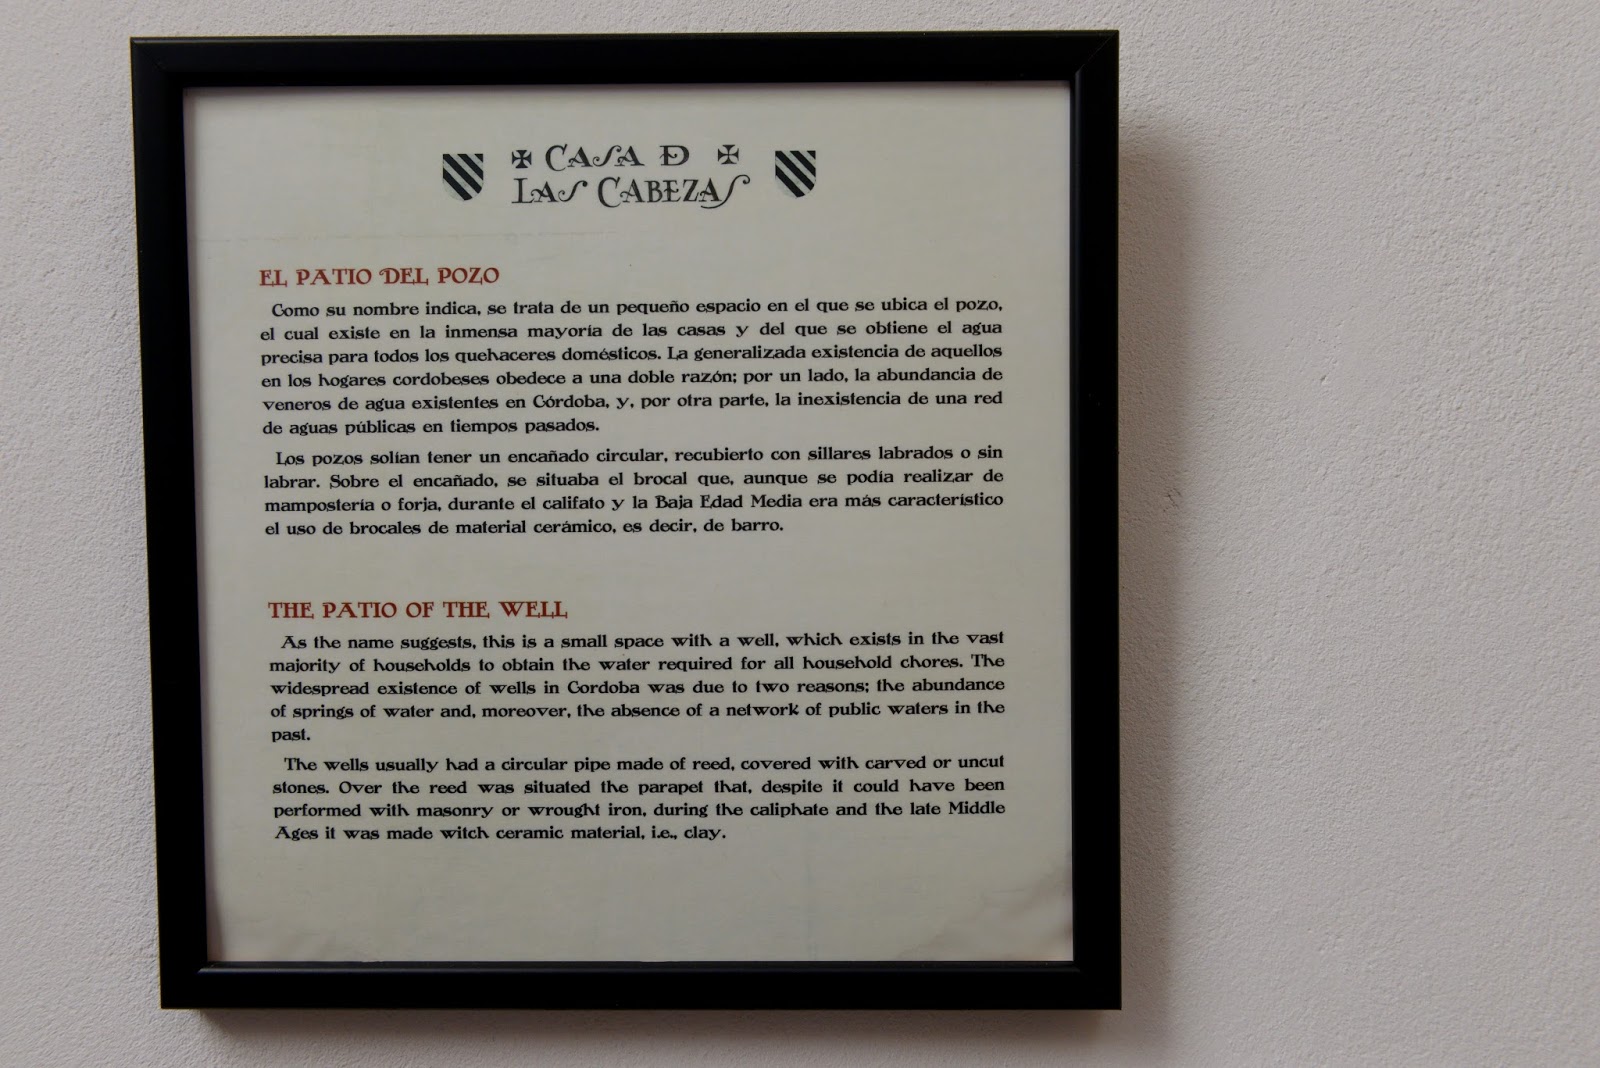 CASA D
LAS CABEZAS
EL PATIO DEL POZO
Como su nombre indica, se trata de un pequeño espacio en el que se ubica el pozo,
el cual existe en la inmensa mayoría de las casas y del que se obtiene el agua
precisa para todos los quehaceres domésticos. La generalizada existencia de aquellos
en los hogares cordobeses obedece a una doble razón; por un lado, la abundancia de
veneros de agua existentes en Córdoba, y, por otra parte, la inexistencia de una red
de aguas públicas en tiempos pasados.
Los pozos solían tener un encañado circular, recubierto con sillares labrados o sin
labrar. Sobre el encañado, se situaba el brocal que, aunque se podía realizar de
mampostería o forja, durante el califato y la Baja Edad Media era más característico
el uso de brocales de material cerámico, es decir, de barro.
THE PATIO OF THE WELL
As the name suggests, this is a small space with a well, which exists in the vast
majority of households to obtain the water required for all household chores. The
widespread existence of wells in Cordoba was due to two reasons; the abundance
of springs of water and, moreover, the absence of a network of public waters in the
past.
The wells usually had a circular pipe made of reed, covered with carved or uncut
stones. Over the reed was situated the parapet that, despite it could have been
performed with masonry or wrought iron, during the caliphate and the late Middle
Ages it was made witch ceramic material, i.e., clay.